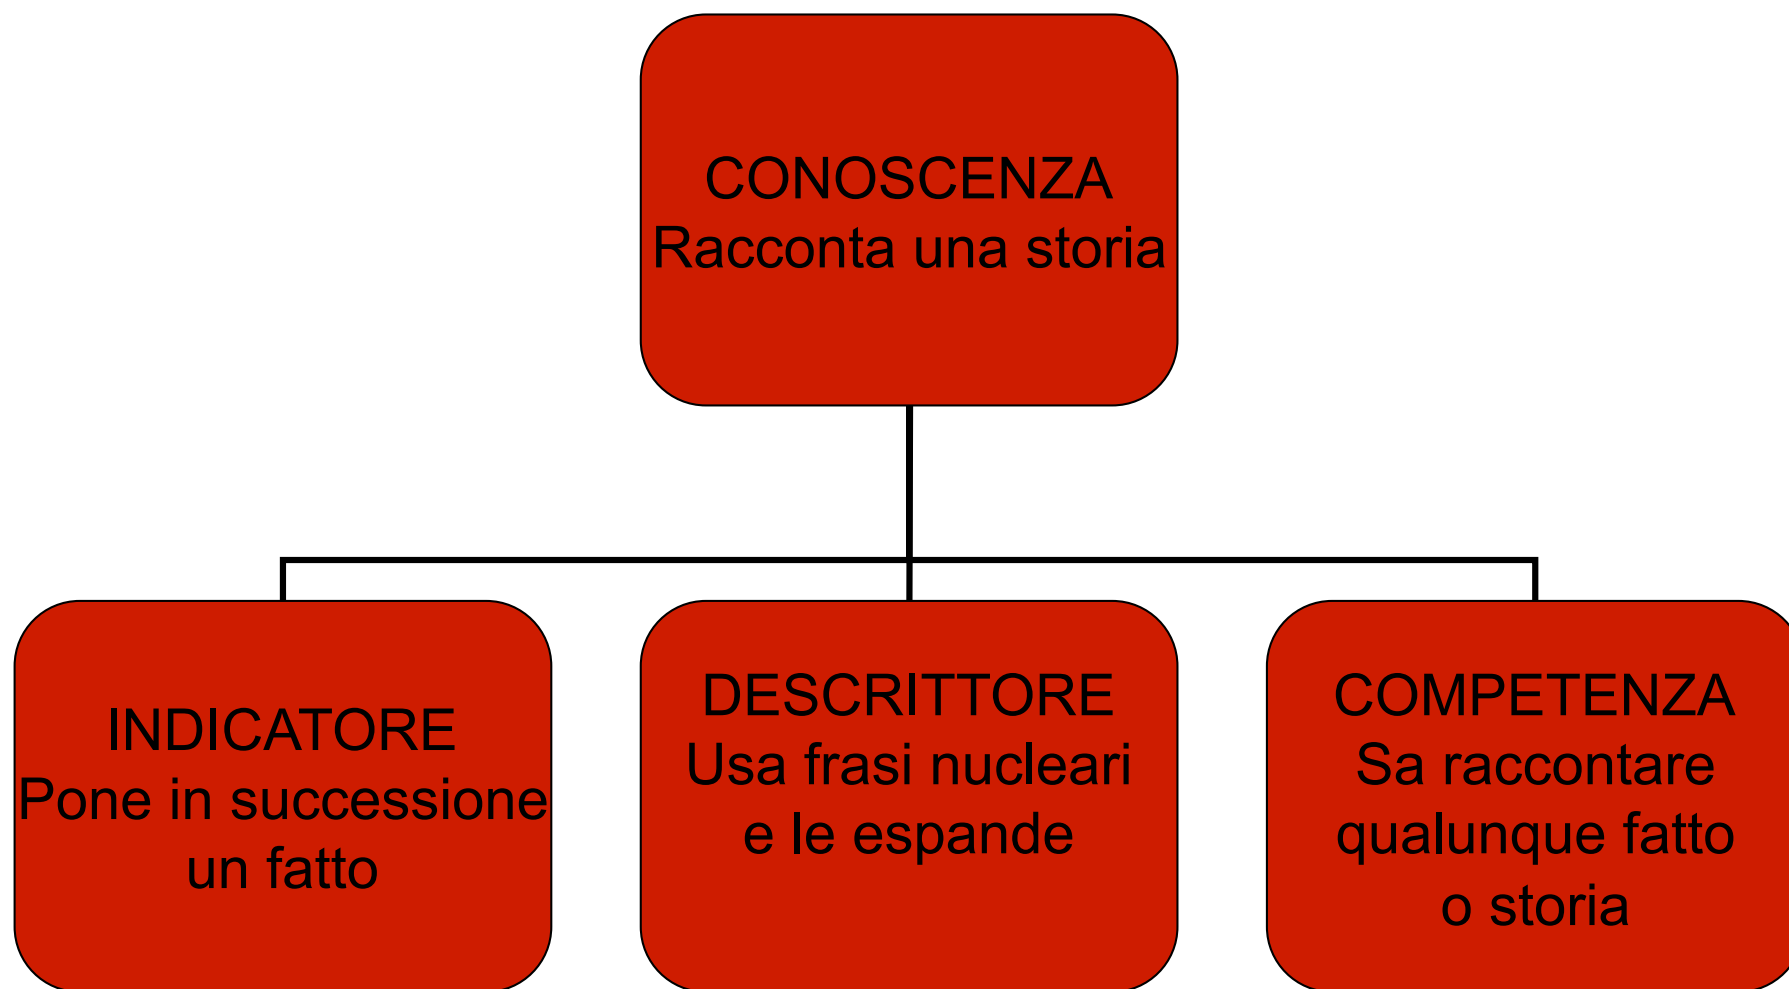 CONOSCENZA
Racconta una storia
INDICATORE
Pone in successione
un fatto
DESCRITTORE
Usa frasi nucleari
e le espande
COMPETENZA
Sa raccontare
qualunque fatto
o storia